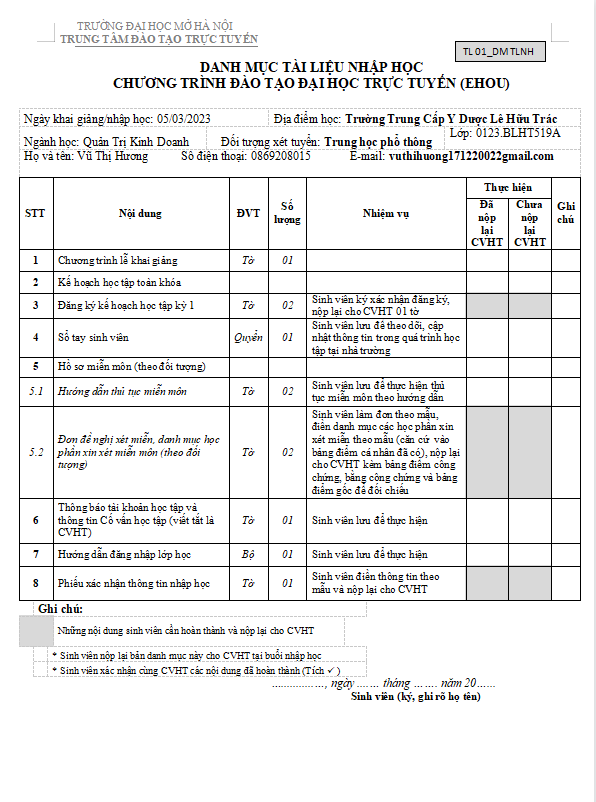 TRƯỜNG ĐẠI HỌC MỞ HÀ NỘI
TRUNG TÂM ĐÀO TẠO TRỰC TUYẾN
TL 01_DMTLNH
DANH MỤC TÀI LIỆU NHẬP HỌC
CHƯƠNG TRÌNH ĐÀO TẠO ĐẠI HỌC TRỰC TUYẾN (EHOU)
Ngày khai giảng/nhập học: 05/03/2023 Địa điểm học: Trường Trung Cấp Y Dược Lê Hữu Trác
Ngành học: Quản Trị Kinh Doanh Đối tượng xét tuyển: Trung học phổ thông Lớp: 0123.BLHT519A
Họ và tên: Vũ Thị Hương Số điện thoại: 0869208015 E-mail: vuthihuong171220022gmail.com
STT Nội dung ĐVT Số lượng Nhiệm vụ Thực hiện Ghi chú
Đã nộp lại CVHT Chưa nộp lại CVHT
1 Chương trình lễ khai giảng Tờ 01
2 Kế hoạch học tập toàn khóa
3 Đăng ký kế hoạch học tập kỳ 1 Tờ 02 Sinh viên ký xác nhận đăng ký,
nộp lại cho CVHT 01 tờ
4 Sổ tay sinh viên Quyển 01 Sinh viên lưu để theo dõi, cập
nhật thông tin trong quá trình học
tập tại nhà trường
5 Hồ sơ miễn môn (theo đối tượng)
5.1 Hướng dẫn thủ tục miễn môn Tờ 02 Sinh viên lưu để thực hiện thủ
tục miễn môn theo hướng dẫn
5.2 Đơn đề nghị xét miễn, danh mục học
phần xin xét miễn môn (theo đối
tượng) Tờ 02 Sinh viên làm đơn theo mẫu,
điền danh mục các học phần xin
xét miễn theo mẫu (căn cứ vào
bảng điểm cá nhân đã có), nộp lại
cho CVHT kèm bảng điểm công
chứng, bằng công chứng và bảng
điểm gốc để đối chiếu
6 Thông báo tài khoản học tập và
thông tin Cố vấn học tập (viết tắt là
CVHT) Tờ 01 Sinh viên lưu để thực hiện
7 Hướng dẫn đăng nhập lớp học Bộ 01 Sinh viên lưu để thực hiện
8 Phiếu xác nhận thông tin nhập học Tờ 01 Sinh viên điền thông tin theo
mẫu và nộp lại cho CVHT
Ghi chú:
Những nội dung sinh viên cần hoàn thành và nộp lại cho CVHT
* Sinh viên nộp lại bản danh mục này cho CVHT tại buổi nhập học
* Sinh viên xác nhận cùng CVHT các nội dung đã hoàn thành (Tích ✓ )
………………, ngày ……. tháng ……. năm 20……
Sinh viên (ký, ghi rõ họ tên)